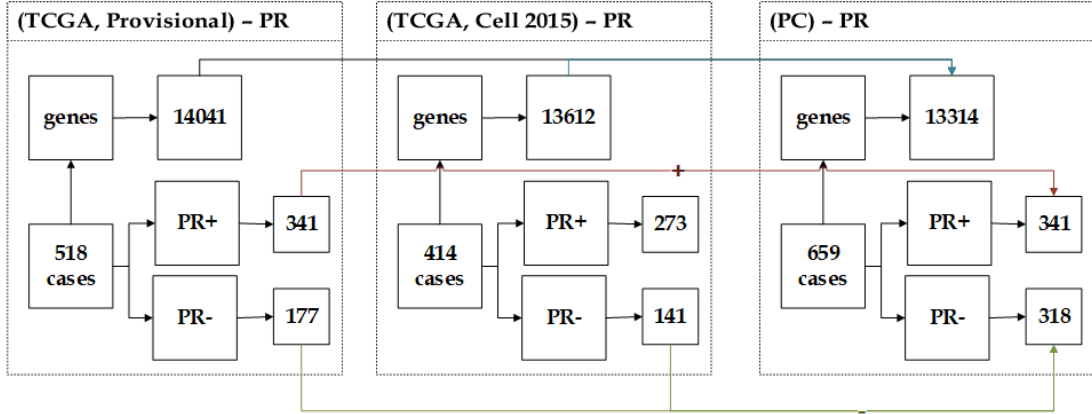 (TCGA, Provisional) – PR
genes
14041
518
cases
PR+
341
PR-
177
(TCGA, Cell 2015) – PR
genes
13612
414
cases
PR+
273
PR-
141
(PC) – PR
genes
13314
659
cases
PR+
341
PR-
318
+
-